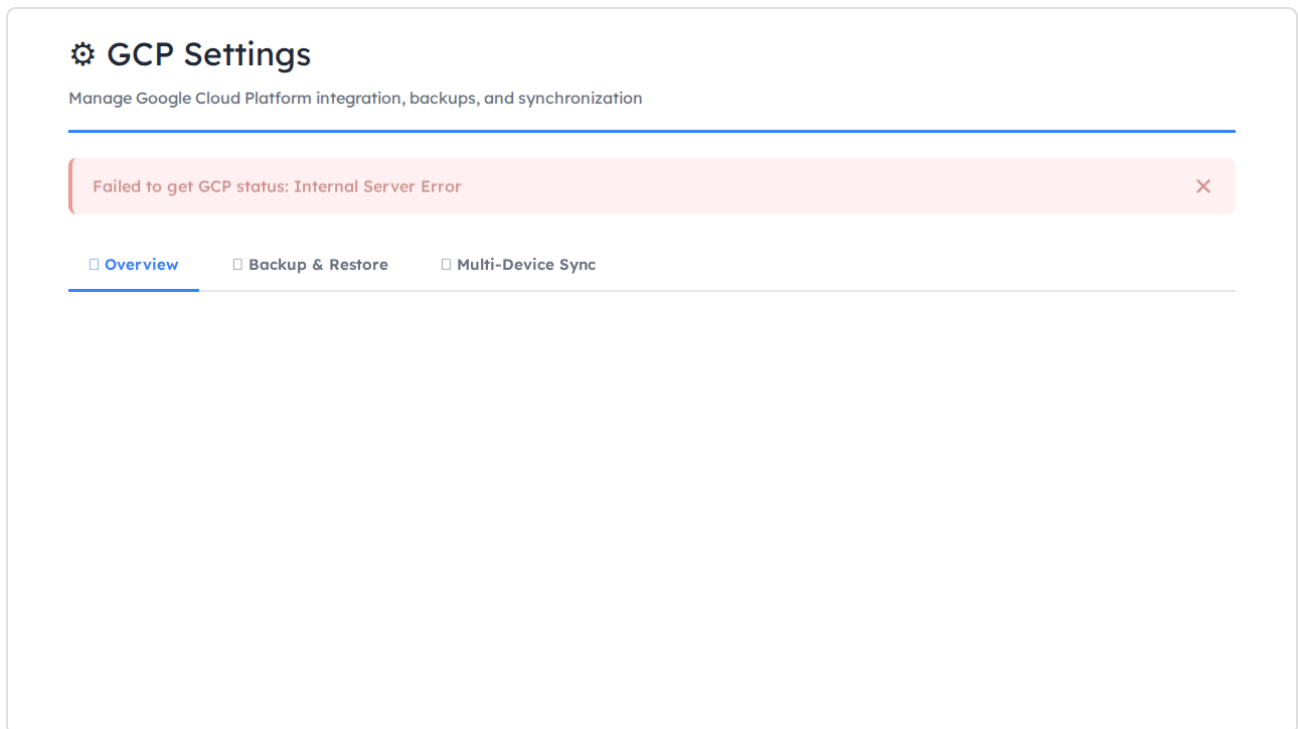 ⚙ GCP Settings
Manage Google Cloud Platform integration, backups, and synchronization
Failed to get GCP status: Internal Server Error ✕
Overview Backup & Restore Multi-Device Sync